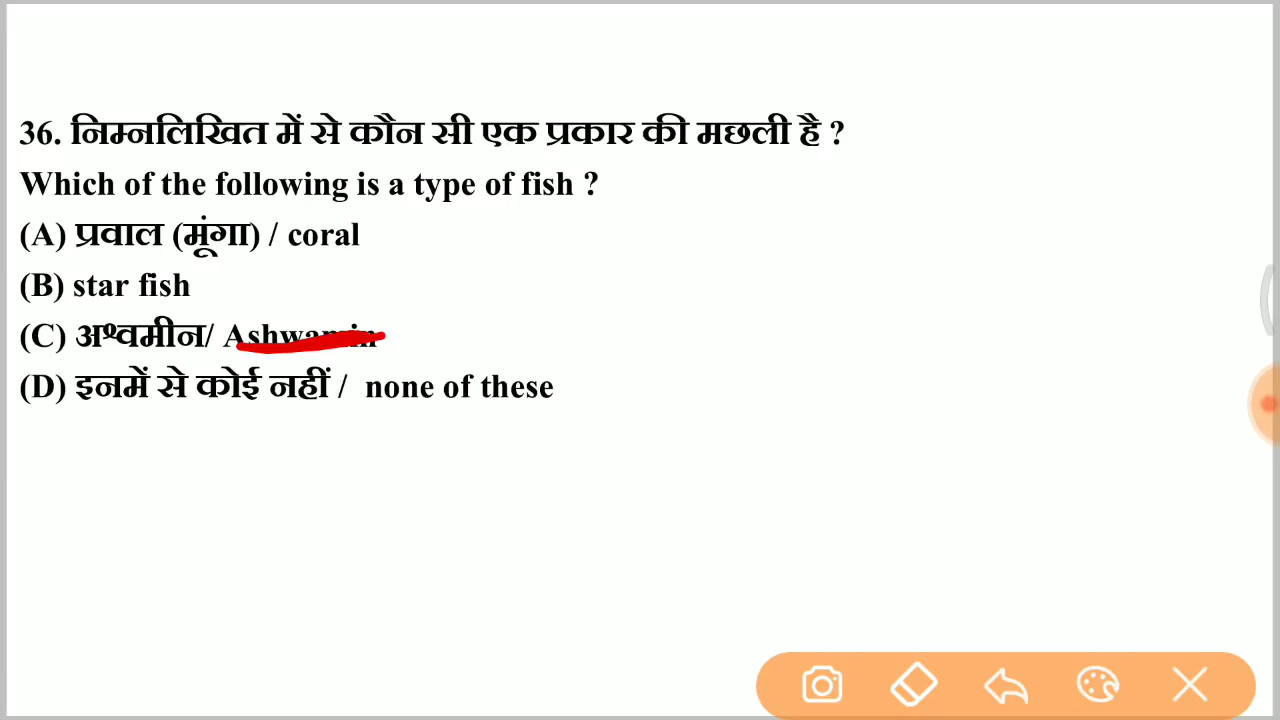 36. निम्नलिखित में से कौन सी एक प्रकार की मछली है ?
Which of the following is a type of fish ?
(A) प्रवाल (मूंगा) / coral
(B) star fish
(C) अश्वमीन/ Ashwamin
(D) इनमें से कोई नहीं / none of these